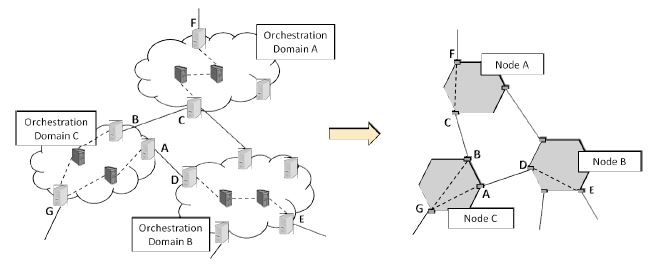 F
Orchestration
Domain A
Orchestration
Domain C
B
C
A
D
G
Orchestration
Domain B
E
F
Node A
C
B
D
Node B
A
E
G
Node C